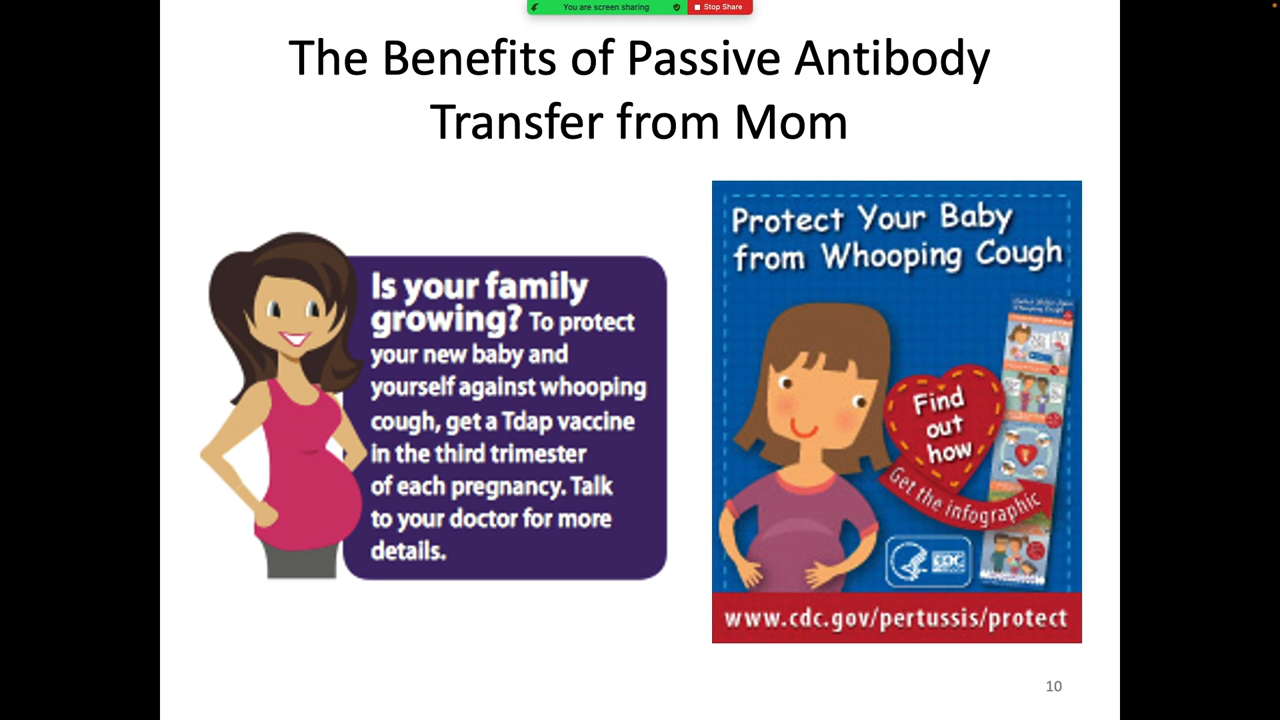 You are screen sharing
Stop Share
The Benefits of Passive Antibody
Transfer from Mom
Is your family
growing? To protect
your new baby and
yourself against whooping
cough, get a Tdap vaccine
in the third trimester
of each pregnancy. Talk
to your doctor for more
details.
Protect Your Baby
from Whooping Cough
Find
out
how
Get the infographic
CDC
www.cdc.gov/pertussis/protect
10